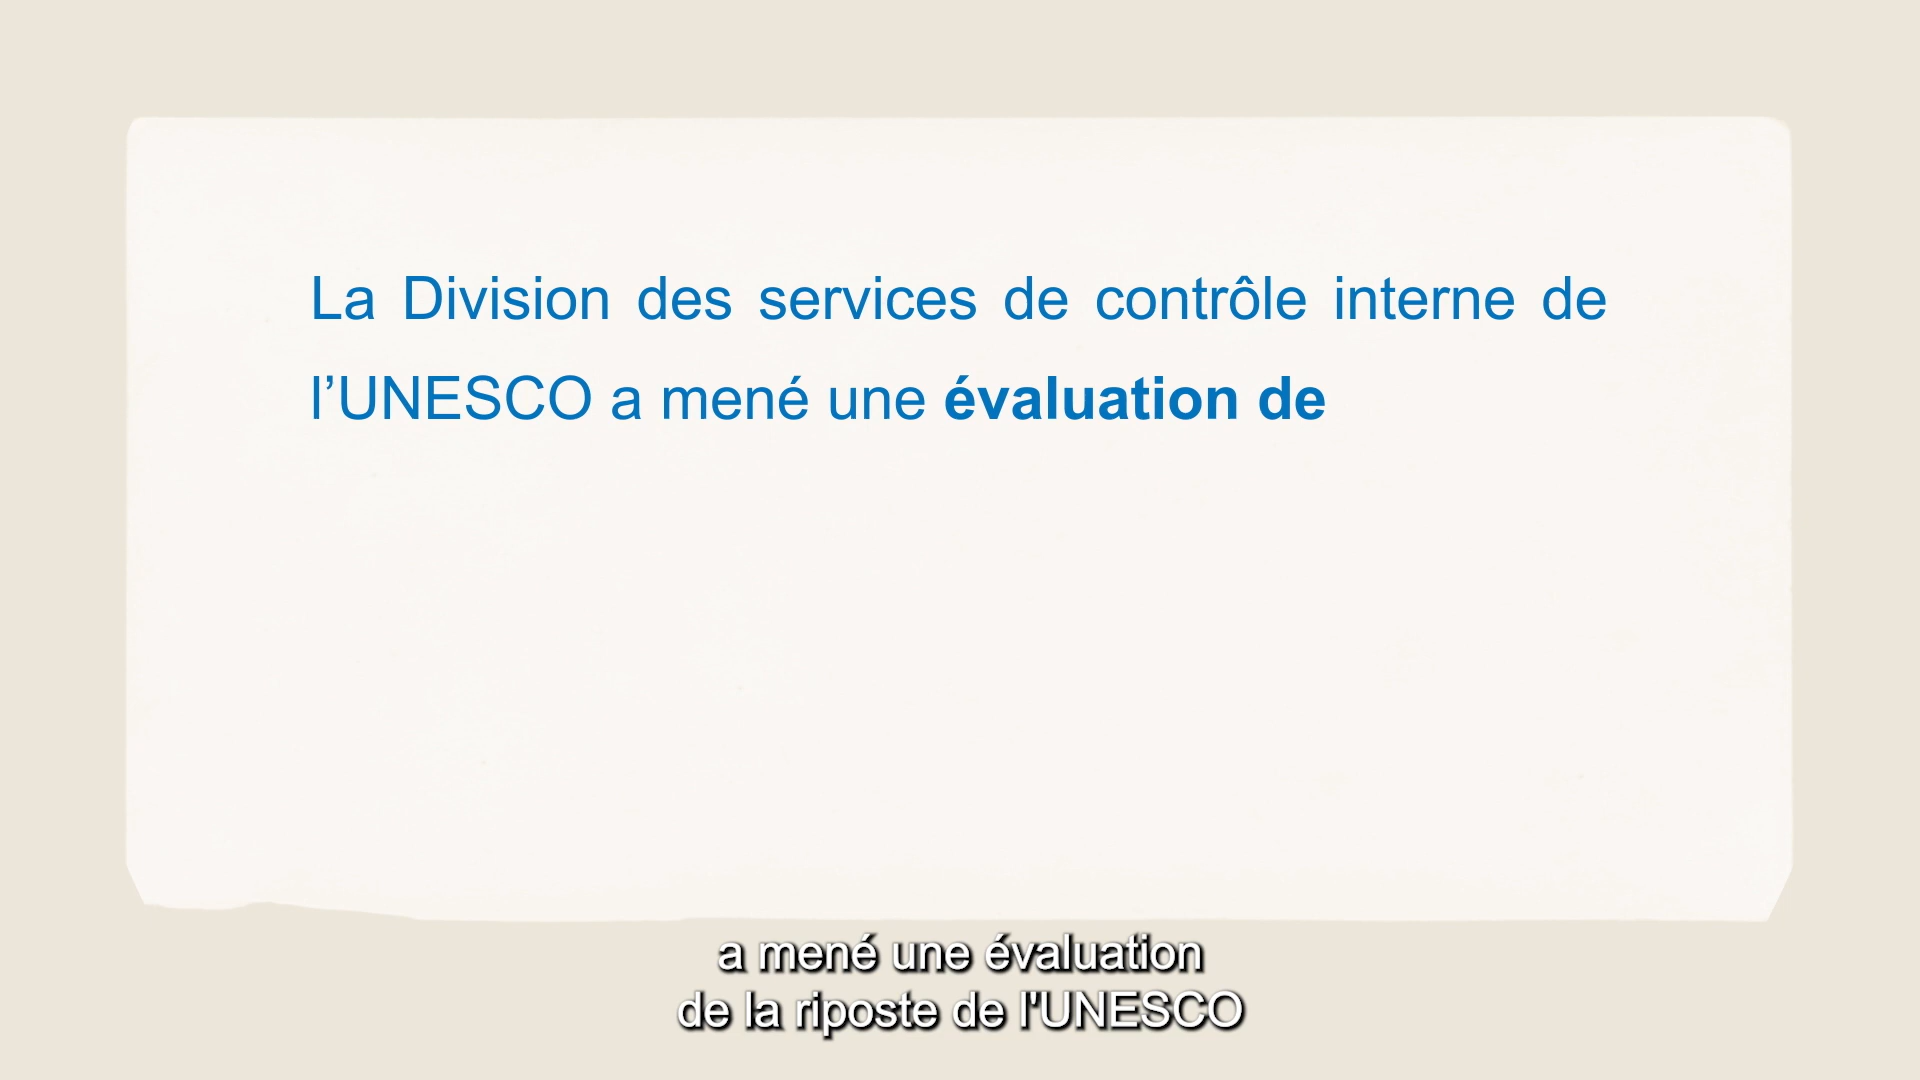 La Division des services de contrôle interne de
l’UNESCO a mené une évaluation de
a mené une évaluation
de la riposte de l'UNESCO